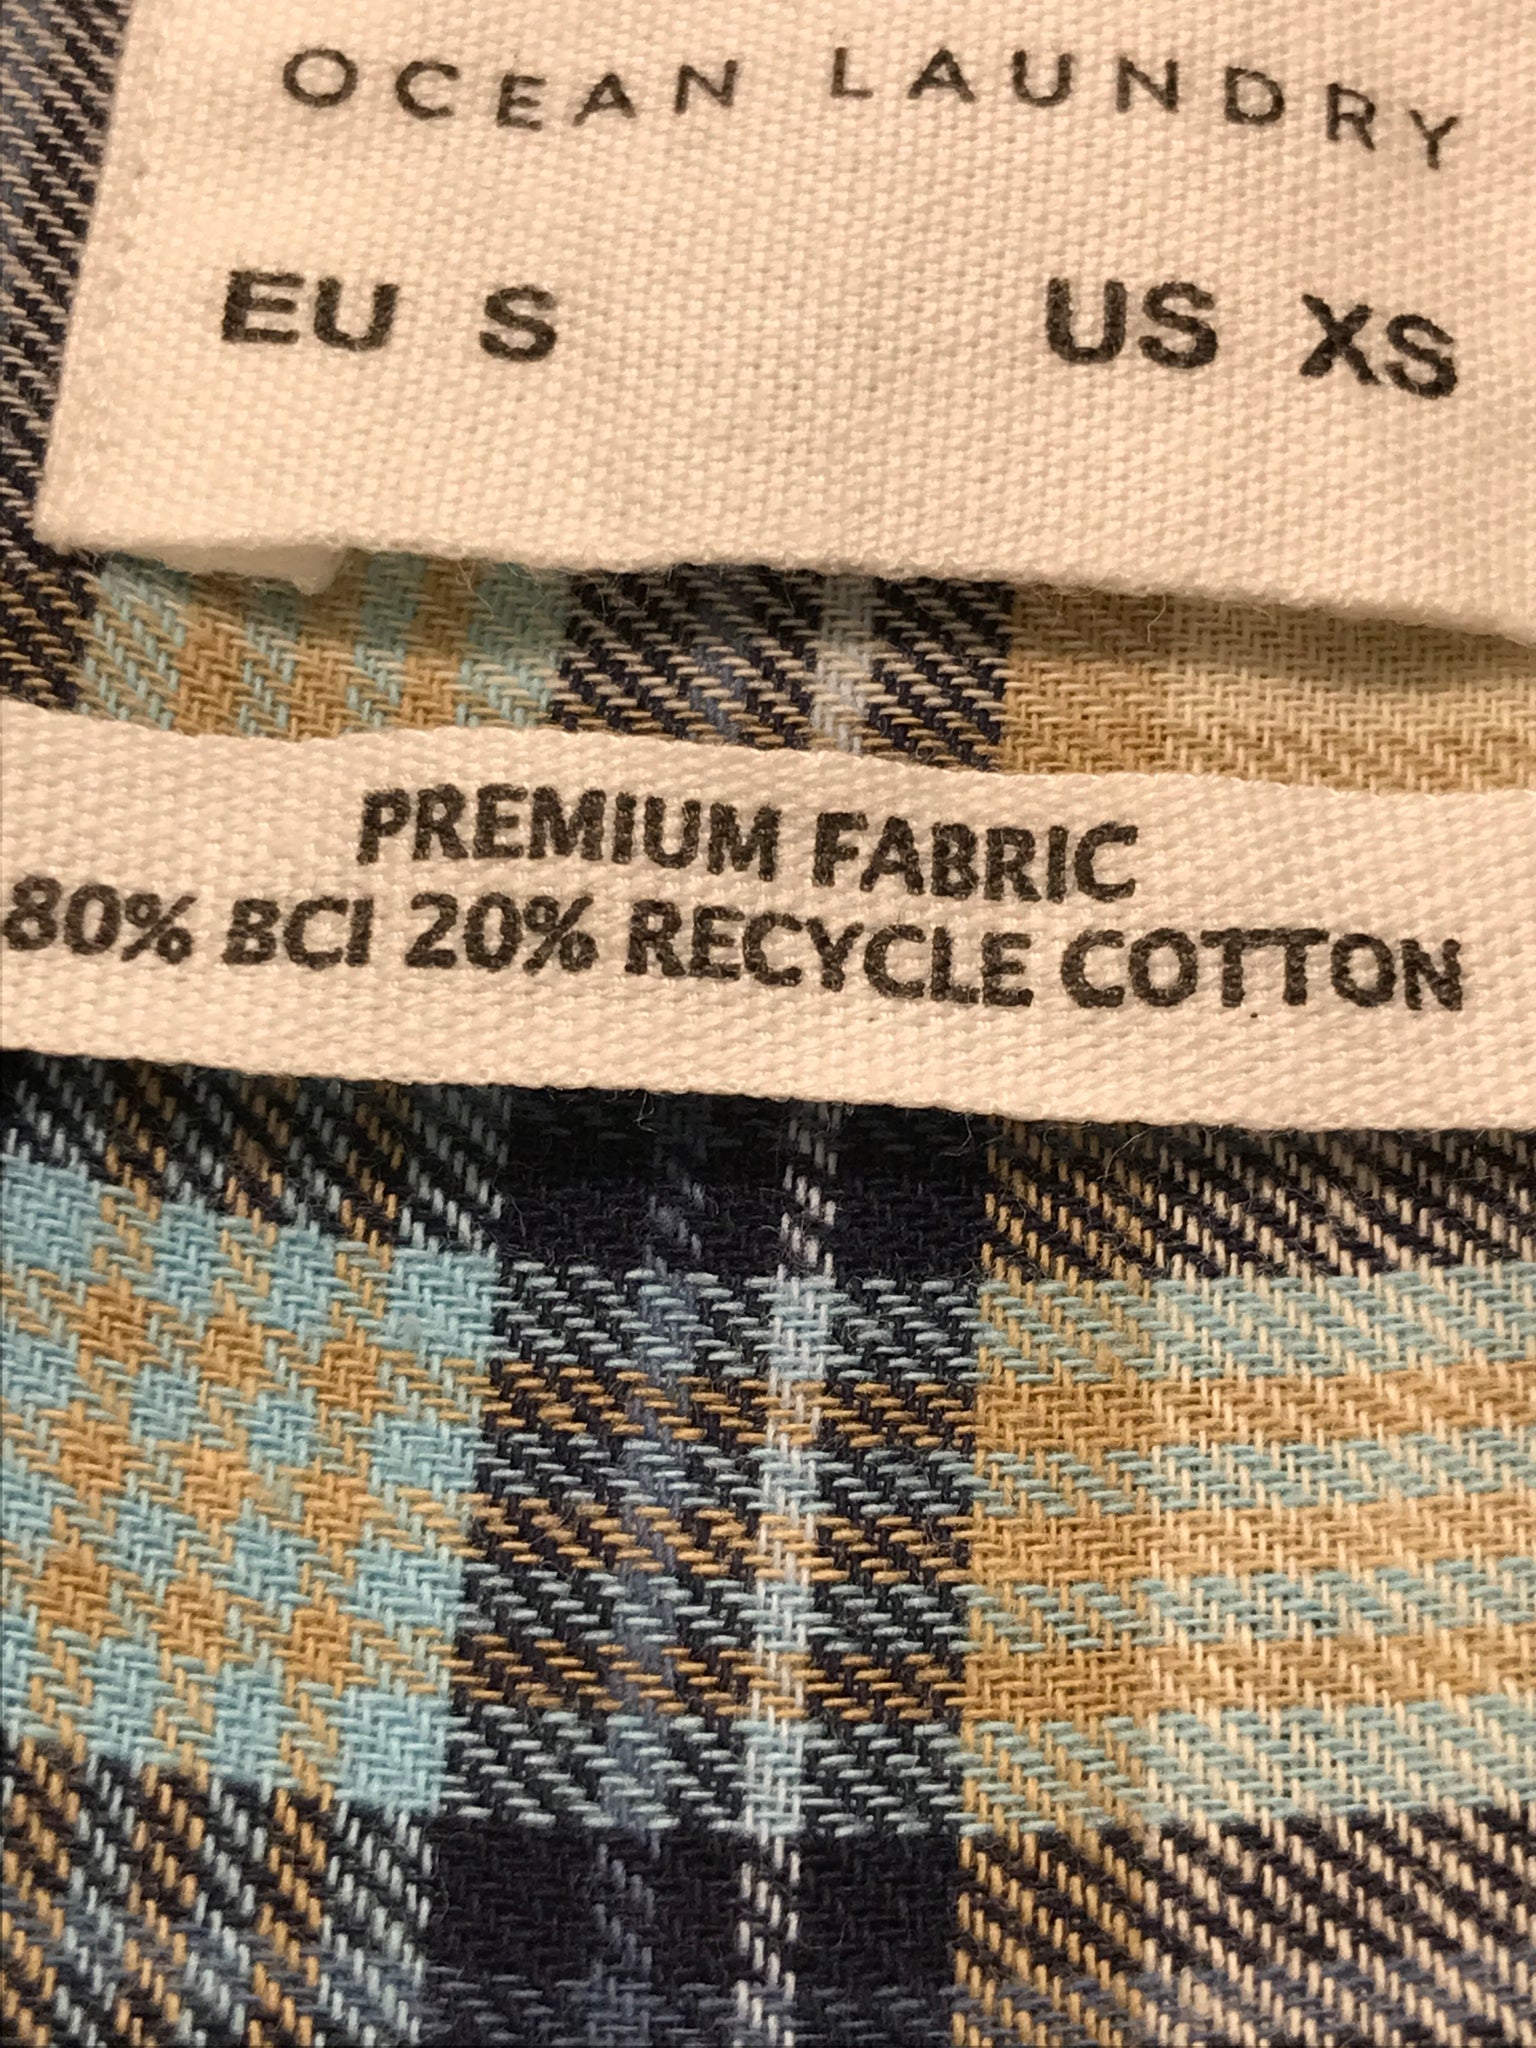 OCEAN LAUNDRY
EU S US XS
PREMIUM FABRIC
80% BCI 20% RECYCLE COTTON